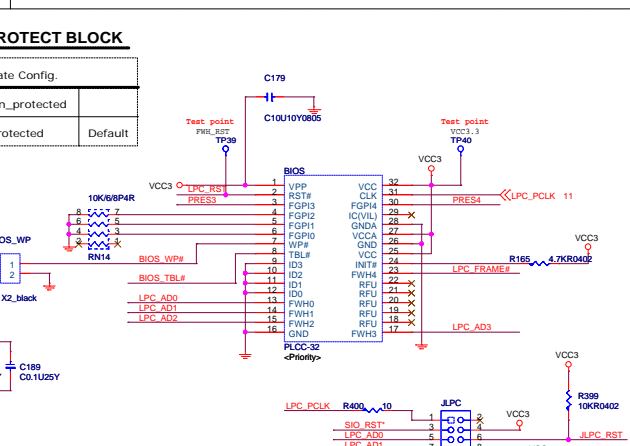 ROTECT BLOCK
ate Config.
n_protected
otected Default
C179
C10U10Y0805
Test point
FWH_RST
TP39
Test point
VCC3.3
TP40
VCC3
BIOS
VCC3
LPC_RST
PRES3
1 VPP VCC 32
2 RST# CLK 31 LPC_PCLK 11
3 FGPI3 FGPI4 30 PRES4
4 FGPI2 IC(VIL) 29
5 FGPI1 GNDA 28
6 FGPI0 VCCA 27
7 WP# GND 26
8 TBL# VCC 25
9 ID3 INIT# 24
10 ID2 FWH4 23 LPC_FRAME#
11 ID1 RFU 22
12 ID0 RFU 21
13 FWH0 RFU 20
14 FWH1 RFU 19
15 FWH2 RFU 18
16 GND FWH3 17 LPC_AD3
PLCC-32
<Priority>
10K/6/8P4R
8 7
6 5
4 3
2 1
RN14
OS_WP
1
2
X2_black
BIOS_WP#
BIOS_TBL#
LPC_AD0
LPC_AD1
LPC_AD2
VCC3
R165 4.7KR0402
C189
C0.1U25Y
VCC3
R399
10KR0402
LPC_PCLK R400 10
JLPC
1 2
VCC3
SIO_RST* 3 4
LPC_AD0 5 6 JLPC_RST
LPC_AD1